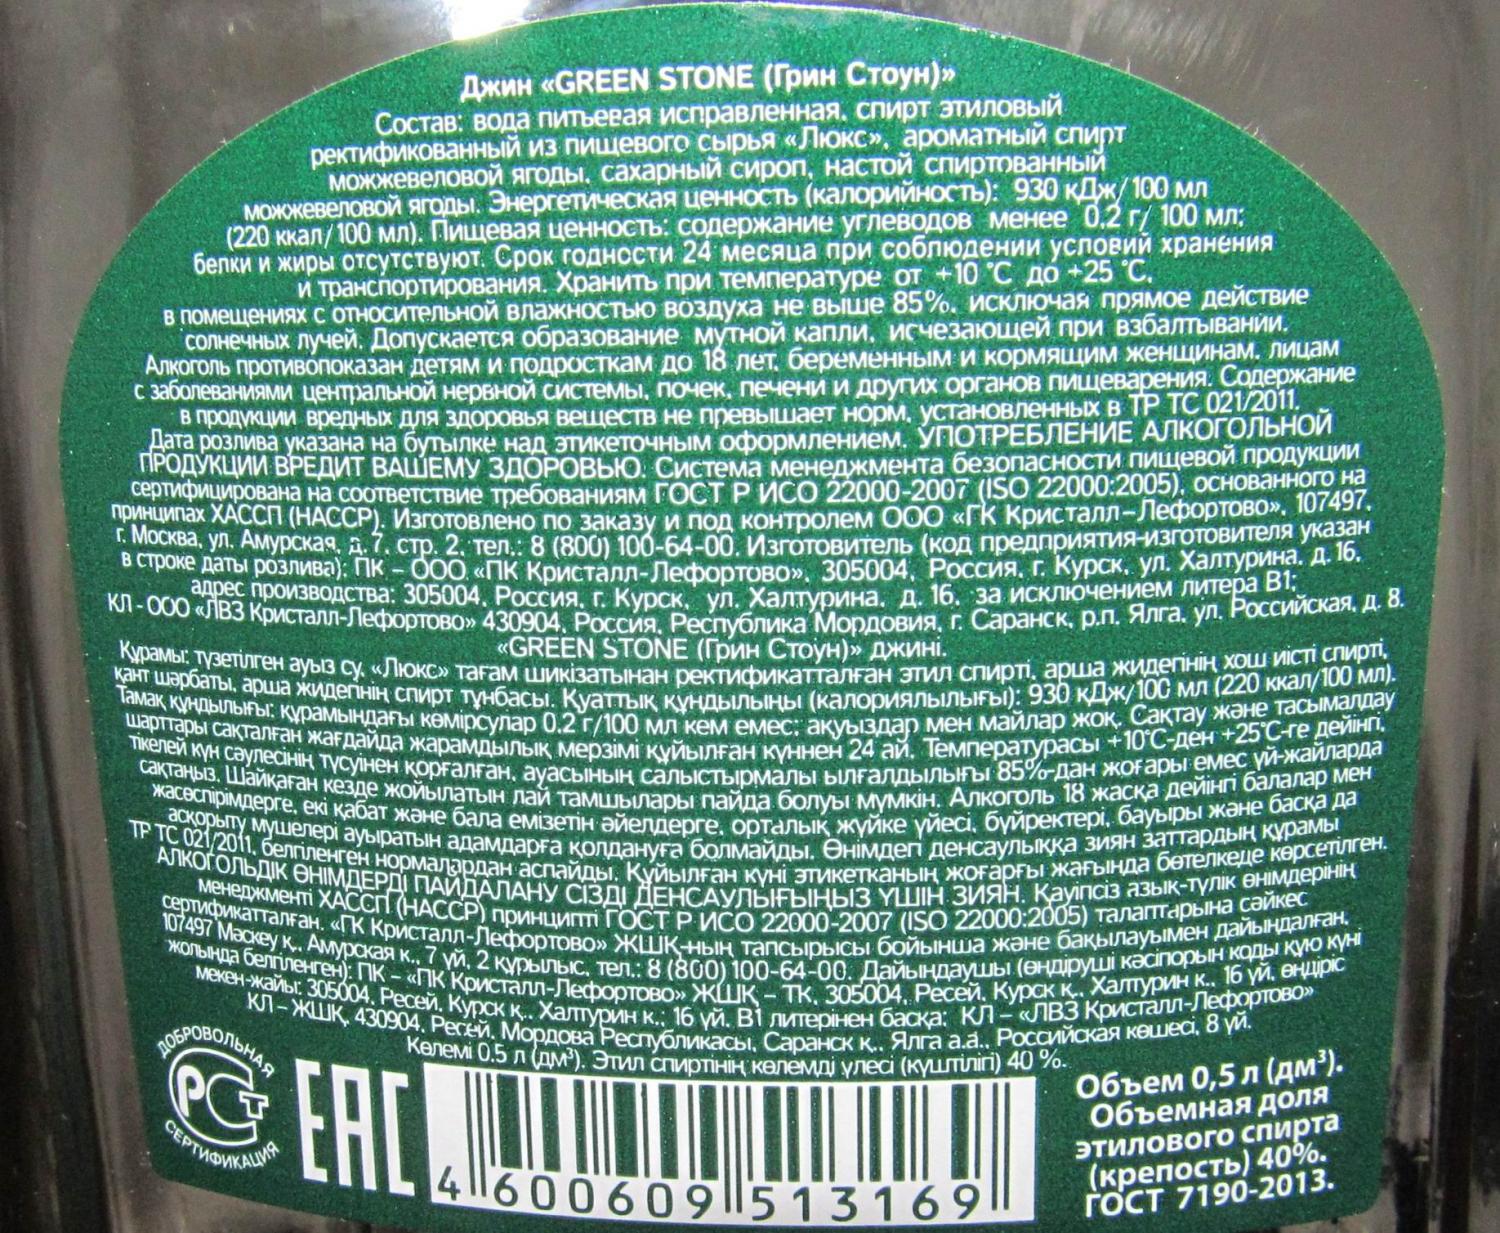 Джин «GREEN STONE (Грин Стоун)»
Состав: вода питьевая исправленная, спирт этиловый
ректификованный из пищевого сырья «Люкс», ароматный спирт
можжевеловой ягоды, сахарный сироп, настой спиртованный
можжевеловой ягоды. Энергетическая ценность (калорийность): 930 кДж/100 мл
(220 ккал/100 мл). Пищевая ценность: содержание углеводов менее 0.2 г/ 100 мл;
белки и жиры отсутствуют. Срок годности 24 месяца при соблюдении условий хранения
и транспортирования. Хранить при температуре от +10 °C до +25 °C,
в помещениях с относительной влажностью воздуха не выше 85%, исключая прямое действие
солнечных лучей. Допускается образование мутной капли, исчезающей при взбалтывании.
Алкоголь противопоказан детям и подросткам до 18 лет, беременным и кормящим женщинам, лицам
с заболеваниями центральной нервной системы, почек, печени и других органов пищеварения. Содержание
в продукции вредных для здоровья веществ не превышает норм, установленных в ТР ТС 021/2011.
Дата розлива указана на бутылке над этикеточным оформлением. УПОТРЕБЛЕНИЕ АЛКОГОЛЬНОЙ
ПРОДУКЦИИ ВРЕДИТ ВАШЕМУ ЗДОРОВЬЮ. Система менеджмента безопасности пищевой продукции
сертифицирована на соответствие требованиям ГОСТ Р ИСО 22000-2007 (ISO 22000:2005), основанного на
принципах ХАССП (HACCP). Изготовлено по заказу и под контролем ООО «ГК Кристалл-Лефортово», 107497,
г. Москва, ул. Амурская, д. 7, стр. 2, тел.: 8 (800) 100-64-00. Изготовитель (код предприятия-изготовителя указан
в строке даты розлива): ПК – ООО «ПК Кристалл-Лефортово», 305004, Россия, г. Курск, ул. Халтурина, д. 16,
адрес производства: 305004, Россия, г. Курск, ул. Халтурина, д. 16, за исключением литера В1;
КЛ - ООО «ЛВЗ Кристалл-Лефортово» 430904, Россия, Республика Мордовия, г. Саранск, р.п. Ялга, ул. Российская, д. 8.
«GREEN STONE (Грин Стоун)» джині.
Құрамы: түзетілген ауыз су, «Люкс» тағам шикізатынан ректификатталған этил спирті, арша жидегінің хош иісті спирті,
қант шәрбаты, арша жидегінің спирт тұнбасы. Қуаттық құндылыңы (калориялылығы): 930 кДж/100 мл (220 ккал/100 мл).
Тамақ құндылығы: құрамындағы көмірсулар 0.2 г/100 мл кем емес; ақуыздар мен майлар жоқ. Сақтау және тасымалдау
шарттары сақталған жағдайда жарамдылық мерзімі құйылған күннен 24 ай. Температурасы +10°C-ден +25°C-ге дейінгі,
тікелей күн сәулесінің түсуінен қорғалған, ауасының салыстырмалы ылғалдылығы 85%-дан жоғары емес үй-жайларда
сақтаңыз. Шайқаған кезде жойылатын лай тамшылары пайда болуы мүмкін. Алкоголь 18 жасқа дейінгі балалар мен
жасөспірімдерге, екі қабат және бала емізетін әйелдерге, орталық жүйке үйесі, бүйректері, бауыры және басқа да
асқорыту мүшелері ауыратын адамдарға қолдануға болмайды. Өнімдегі денсаулыққа зиян заттардың құрамы
ТР ТС 021/2011, белгіленген нормалардан аспайды. Құйылған күні этикетканың жоғарғы жағында бөтелкеде көрсетілген.
АЛКОГОЛЬДІК ӨНІМДЕРДІ ПАЙДАЛАНУ СІЗДІ ДЕНСАУЛЫҒЫҢЫЗ ҮШІН ЗИЯН. Қауіпсіз азық-түлік өнімдерінің
менеджменті ХАССП (HACCP) принципті ГОСТ Р ИСО 22000-2007 (ISO 22000:2005) талаптарына сәйкес
сертификатталған. «ГК Кристалл-Лефортово» ЖШҚ-ның тапсырысы бойынша және бақылауымен дайындалған,
107497 Мәскеу қ., Амурская к., 7 үй, 2 құрылыс, тел.: 8 (800) 100-64-00. Дайындаушы (өндіруші кәсіпорын коды құю күні
жолында белгіленген): ПК – «ПК Кристалл-Лефортово» ЖШҚ – ТК, 305004, Ресей, Курск қ., Халтурин к., 16 үй, өндіріс
мекен-жайы: 305004, Ресей, Курск қ., Халтурин к.; 16 үй. В1 литерінен басқа; КЛ – «ЛВЗ Кристалл-Лефортово»
КЛ – ЖШҚ, 430904, Ресей, Мордова Республикасы, Саранск қ., Ялга а.а., Российская көшесі, 8 үй.
Көлемі 0.5 л (дм³). Этил спиртінің көлемді үлесі (күштілігі) 40 %.
ДОБРОВОЛЬНАЯ
РСТ
СЕРТИФИКАЦИЯ
EAC
4 600609 513169
Объем 0,5 л (дм³).
Объемная доля
этилового спирта
(крепость) 40%.
ГОСТ 7190-2013.